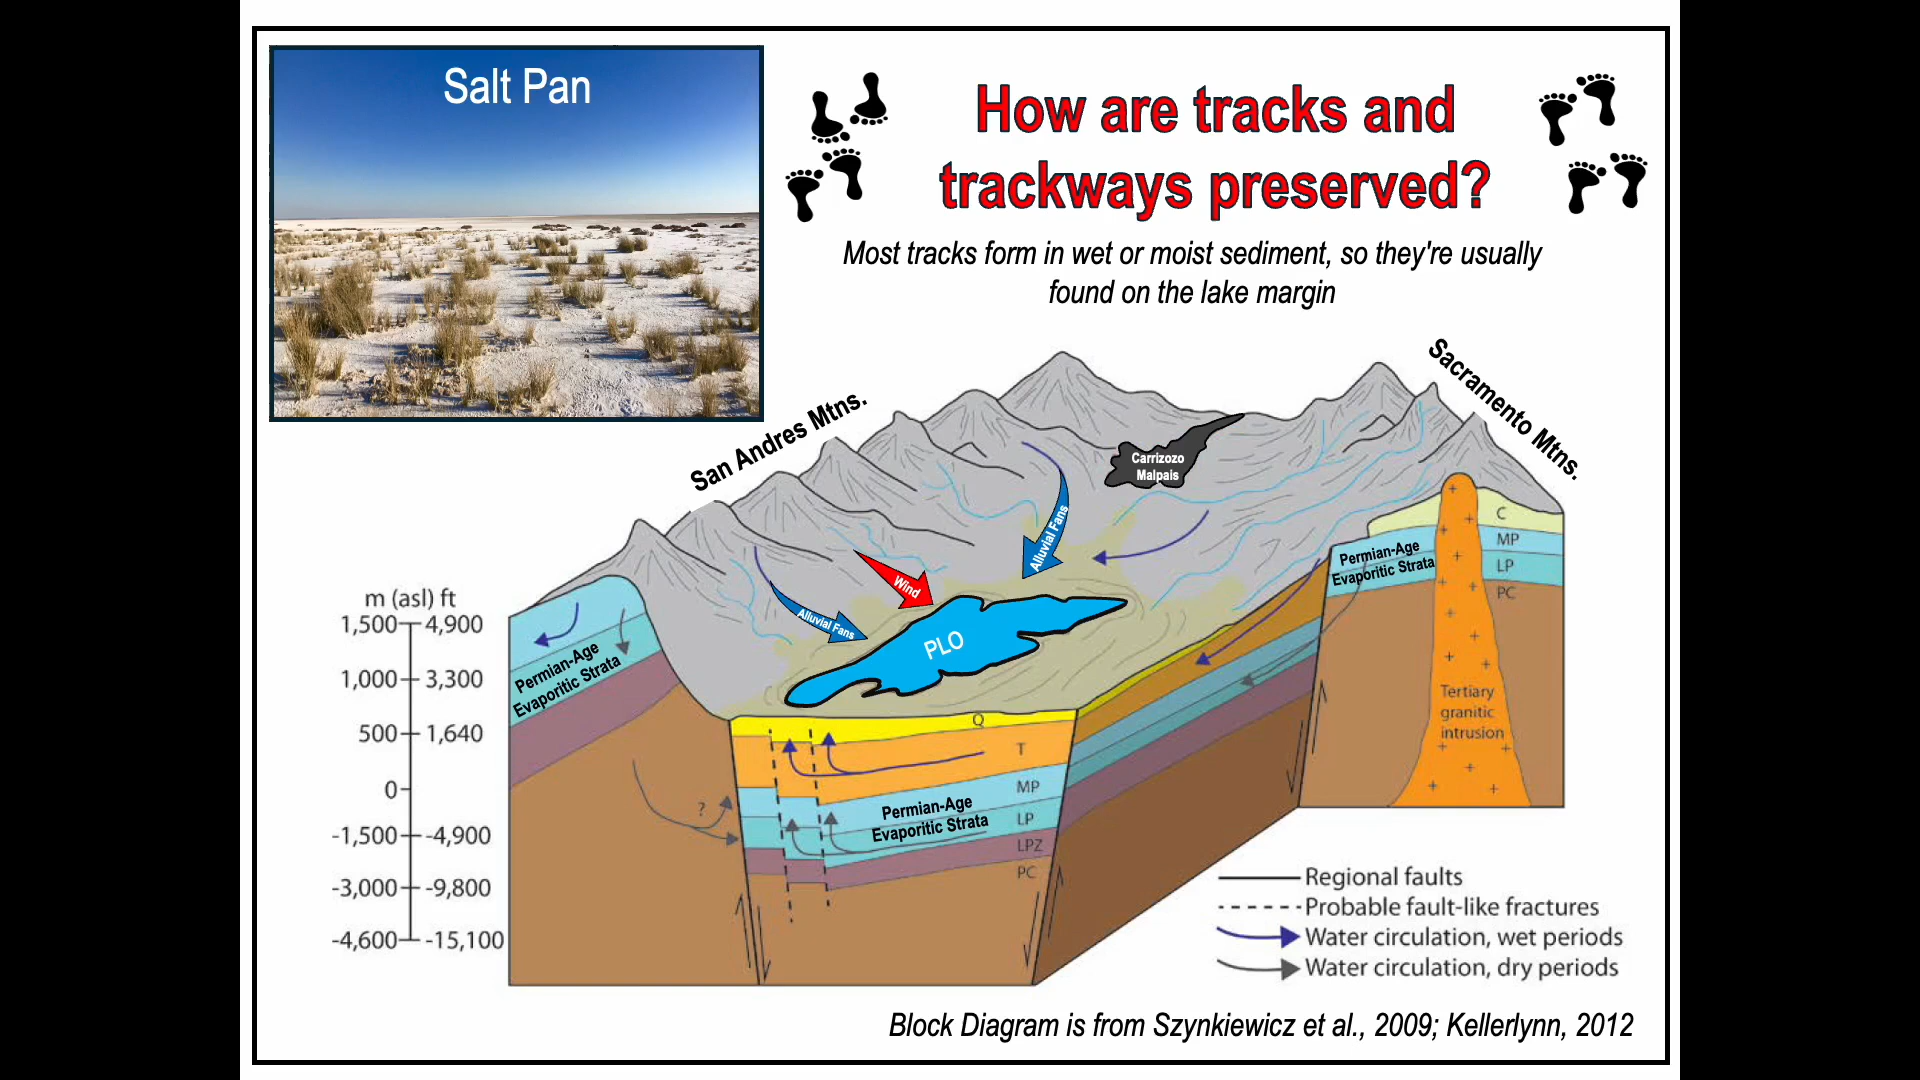 Salt Pan
How are tracks and
trackways preserved?
Most tracks form in wet or moist sediment, so they're usually
found on the lake margin
San Andres Mtns.
Sacramento Mtns.
Carrizozo
Malpais
Alluvial Fans
Wind
Alluvial Fans
PLO
C
MP
LP
PC
Permian-Age
Evaporitic Strata
Tertiary
granitic
intrusion
m (asl) ft
1,500 4,900
1,000 3,300
500 1,640
0
-1,500 -4,900
-3,000 -9,800
-4,600 -15,100
Permian-Age
Evaporitic Strata
?
Q
T
MP
LP
LPZ
PC
Permian-Age
Evaporitic Strata
Regional faults
Probable fault-like fractures
Water circulation, wet periods
Water circulation, dry periods
Block Diagram is from Szynkiewicz et al., 2009; Kellerlynn, 2012